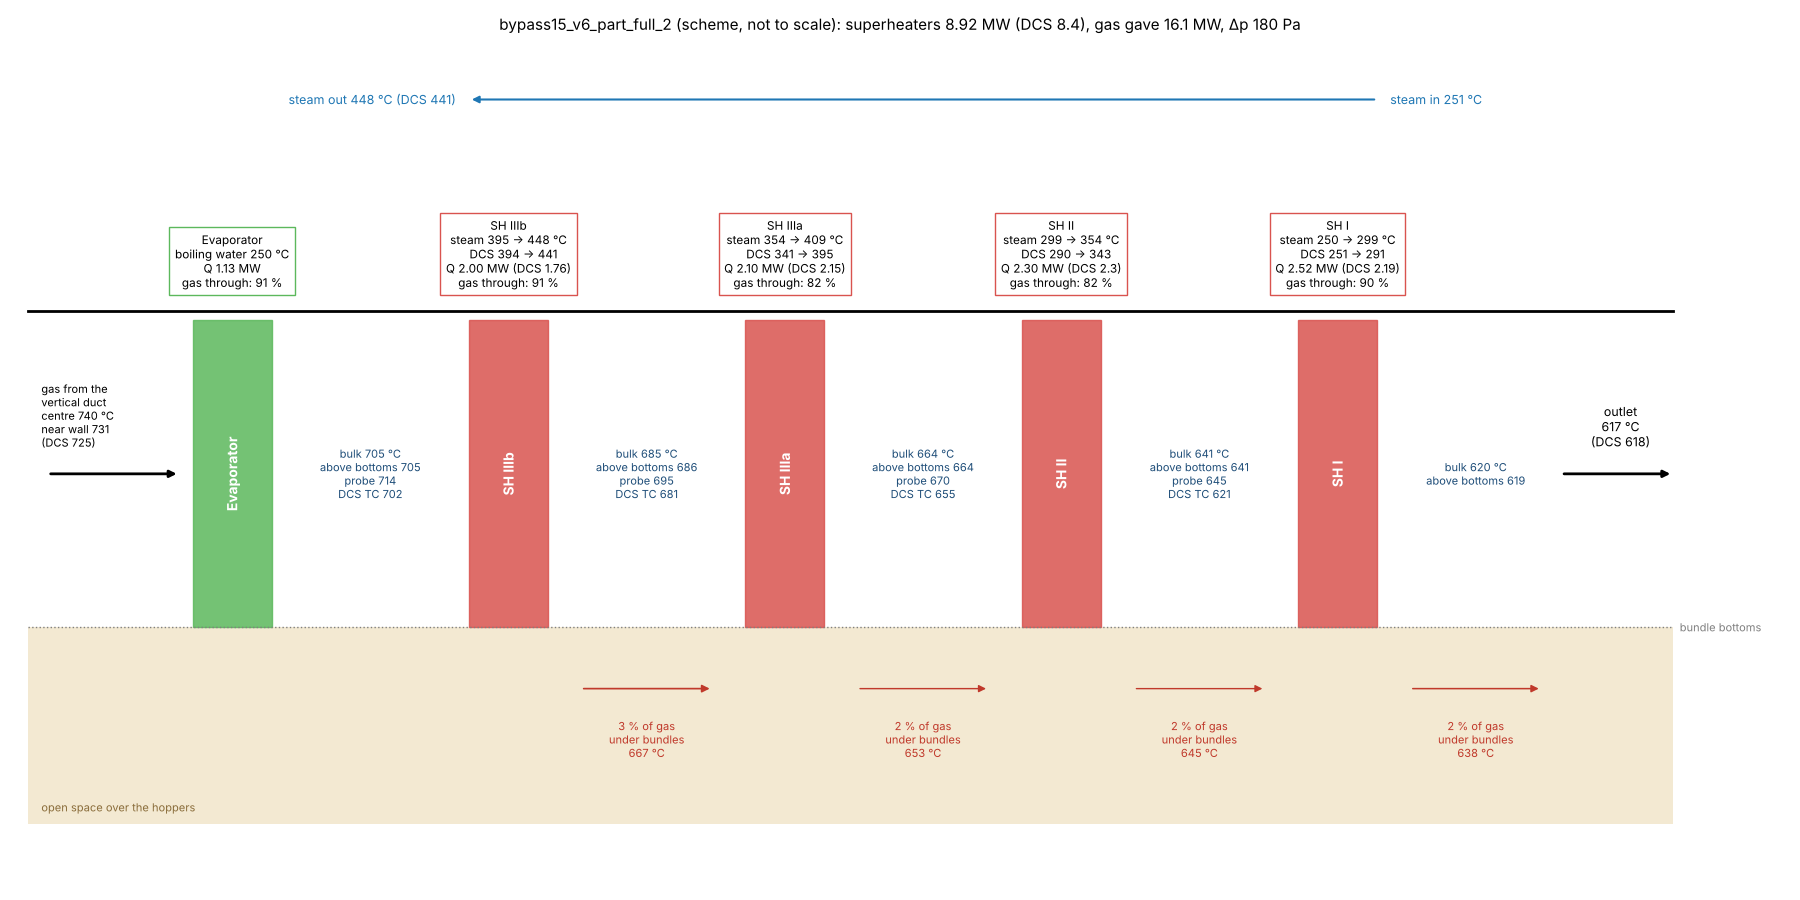 bypass15_v6_part_full_2 (scheme, not to scale): superheaters 8.92 MW (DCS 8.4), gas gave 16.1 MW, Δp 180 Pa
steam out 448 °C (DCS 441)
steam in 251 °C
Evaporator
boiling water 250 °C
Q 1.13 MW
gas through: 91 %
SH IIIb
steam 395 → 448 °C
DCS 394 → 441
Q 2.00 MW (DCS 1.76)
gas through: 91 %
SH IIIa
steam 354 → 409 °C
DCS 341 → 395
Q 2.10 MW (DCS 2.15)
gas through: 82 %
SH II
steam 299 → 354 °C
DCS 290 → 343
Q 2.30 MW (DCS 2.3)
gas through: 82 %
SH I
steam 250 → 299 °C
DCS 251 → 291
Q 2.52 MW (DCS 2.19)
gas through: 90 %
gas from the
vertical duct
centre 740 °C
near wall 731
(DCS 725)
Evaporator
bulk 705 °C
above bottoms 705
probe 714
DCS TC 702
SH IIIb
bulk 685 °C
above bottoms 686
probe 695
DCS TC 681
SH IIIa
bulk 664 °C
above bottoms 664
probe 670
DCS TC 655
SH II
bulk 641 °C
above bottoms 641
probe 645
DCS TC 621
SH I
bulk 620 °C
above bottoms 619
outlet
617 °C
(DCS 618)
bundle bottoms
3 % of gas
under bundles
667 °C
2 % of gas
under bundles
653 °C
2 % of gas
under bundles
645 °C
2 % of gas
under bundles
638 °C
open space over the hoppers